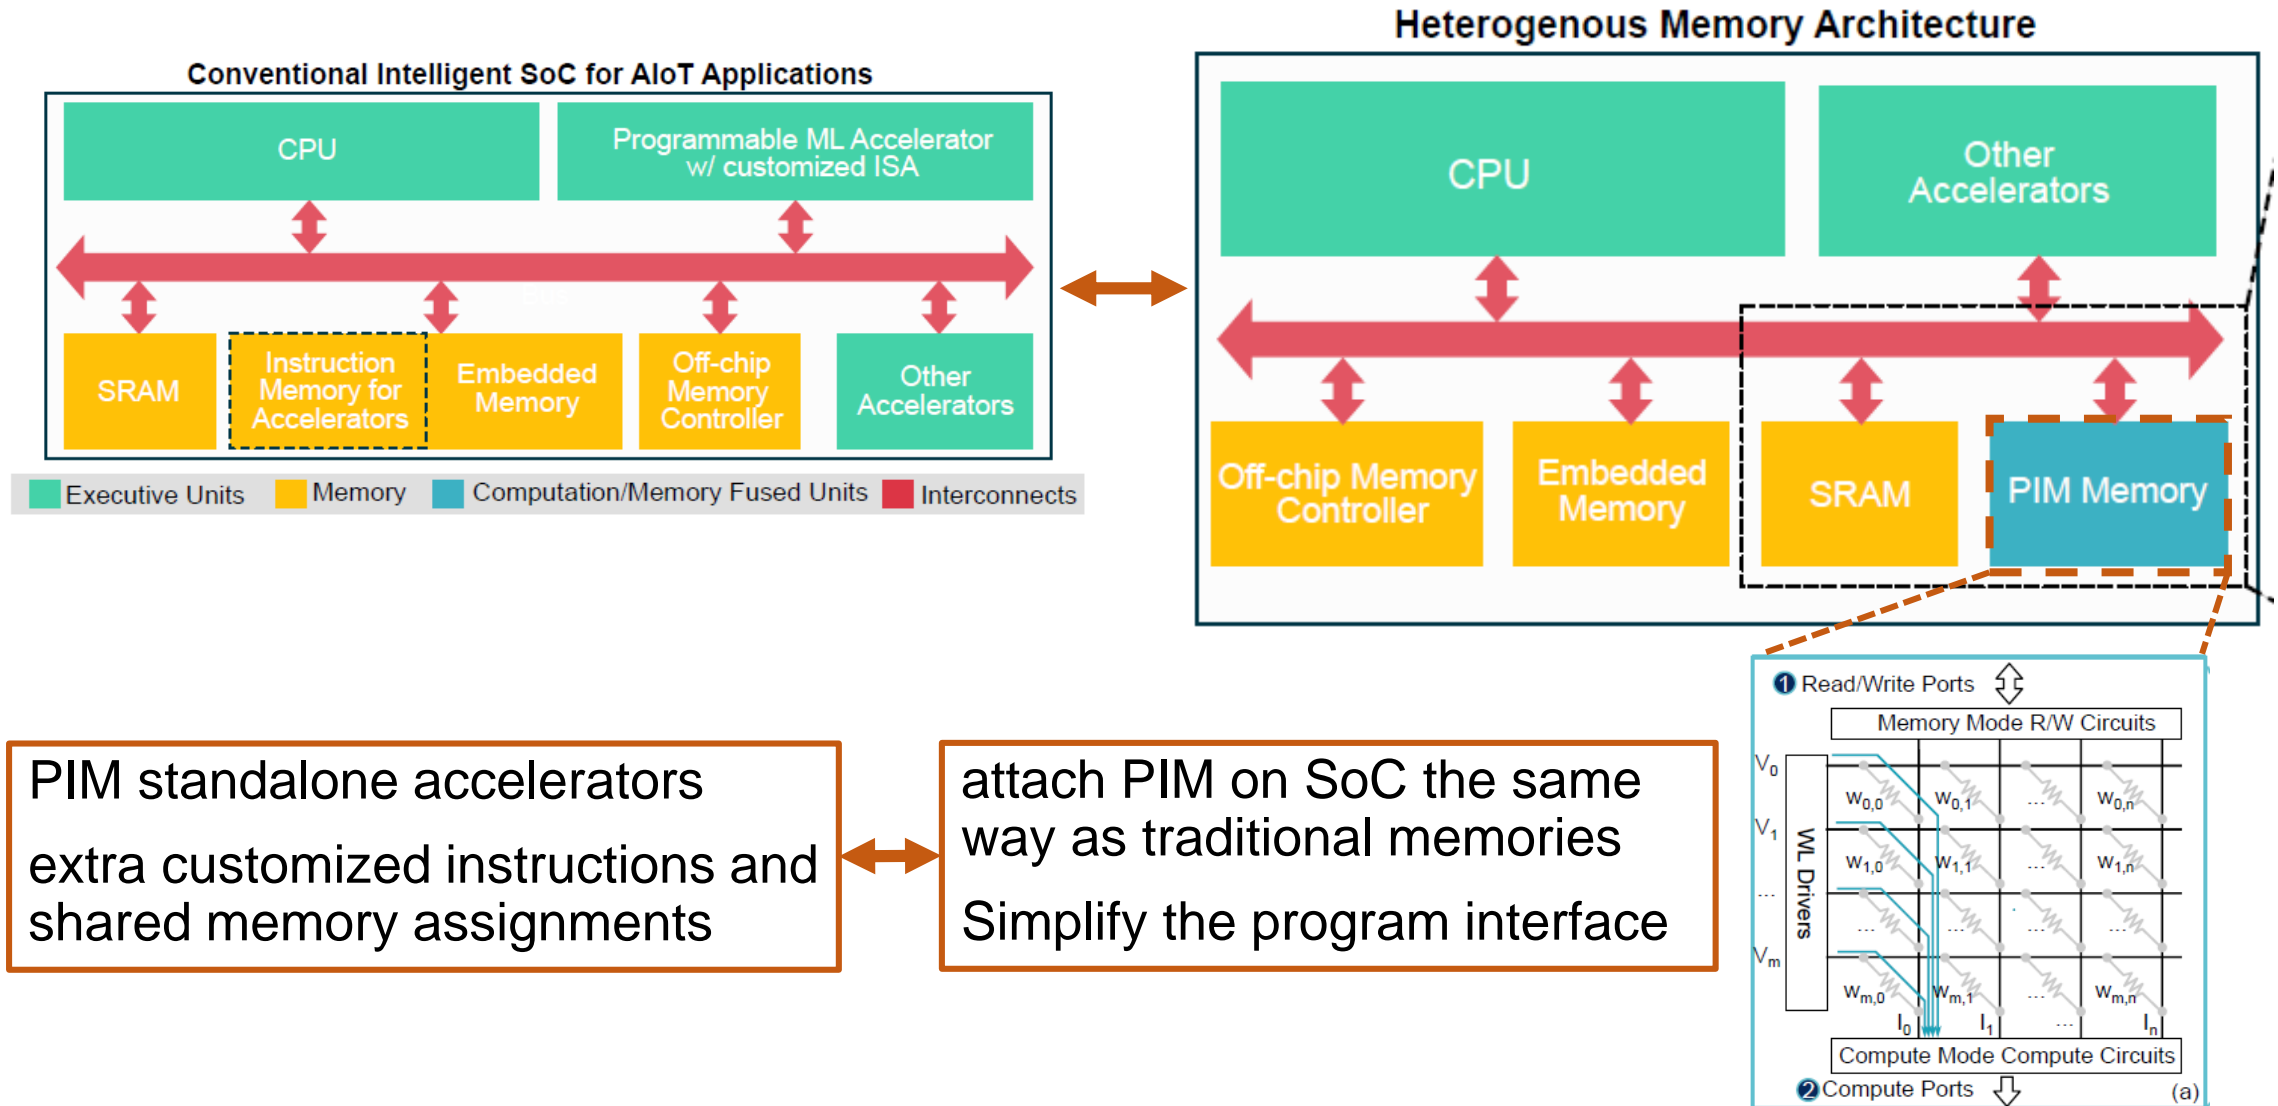 Heterogenous Memory Architecture
Conventional Intelligent SoC for AIoT Applications
CPU
Programmable ML Accelerator
w/ customized ISA
SRAM
Instruction
Memory for
Accelerators
Embedded
Memory
Off-chip
Memory
Controller
Other
Accelerators
Executive Units
Memory
Computation/Memory Fused Units
Interconnects
CPU
Other
Accelerators
Off-chip Memory
Controller
Embedded
Memory
SRAM
PIM Memory
PIM standalone accelerators
extra customized instructions and
shared memory assignments
attach PIM on SoC the same
way as traditional memories
Simplify the program interface
1 Read/Write Ports
Memory Mode R/W Circuits
WL Drivers
V0
w0,0 w0,1 ... w0,n
V1
w1,0 w1,1 ... w1,n
...
... ... ... ...
Vm
wm,0 wm,1 ... wm,n
I0 I1 ... In
Compute Mode Compute Circuits
2 Compute Ports
(a)